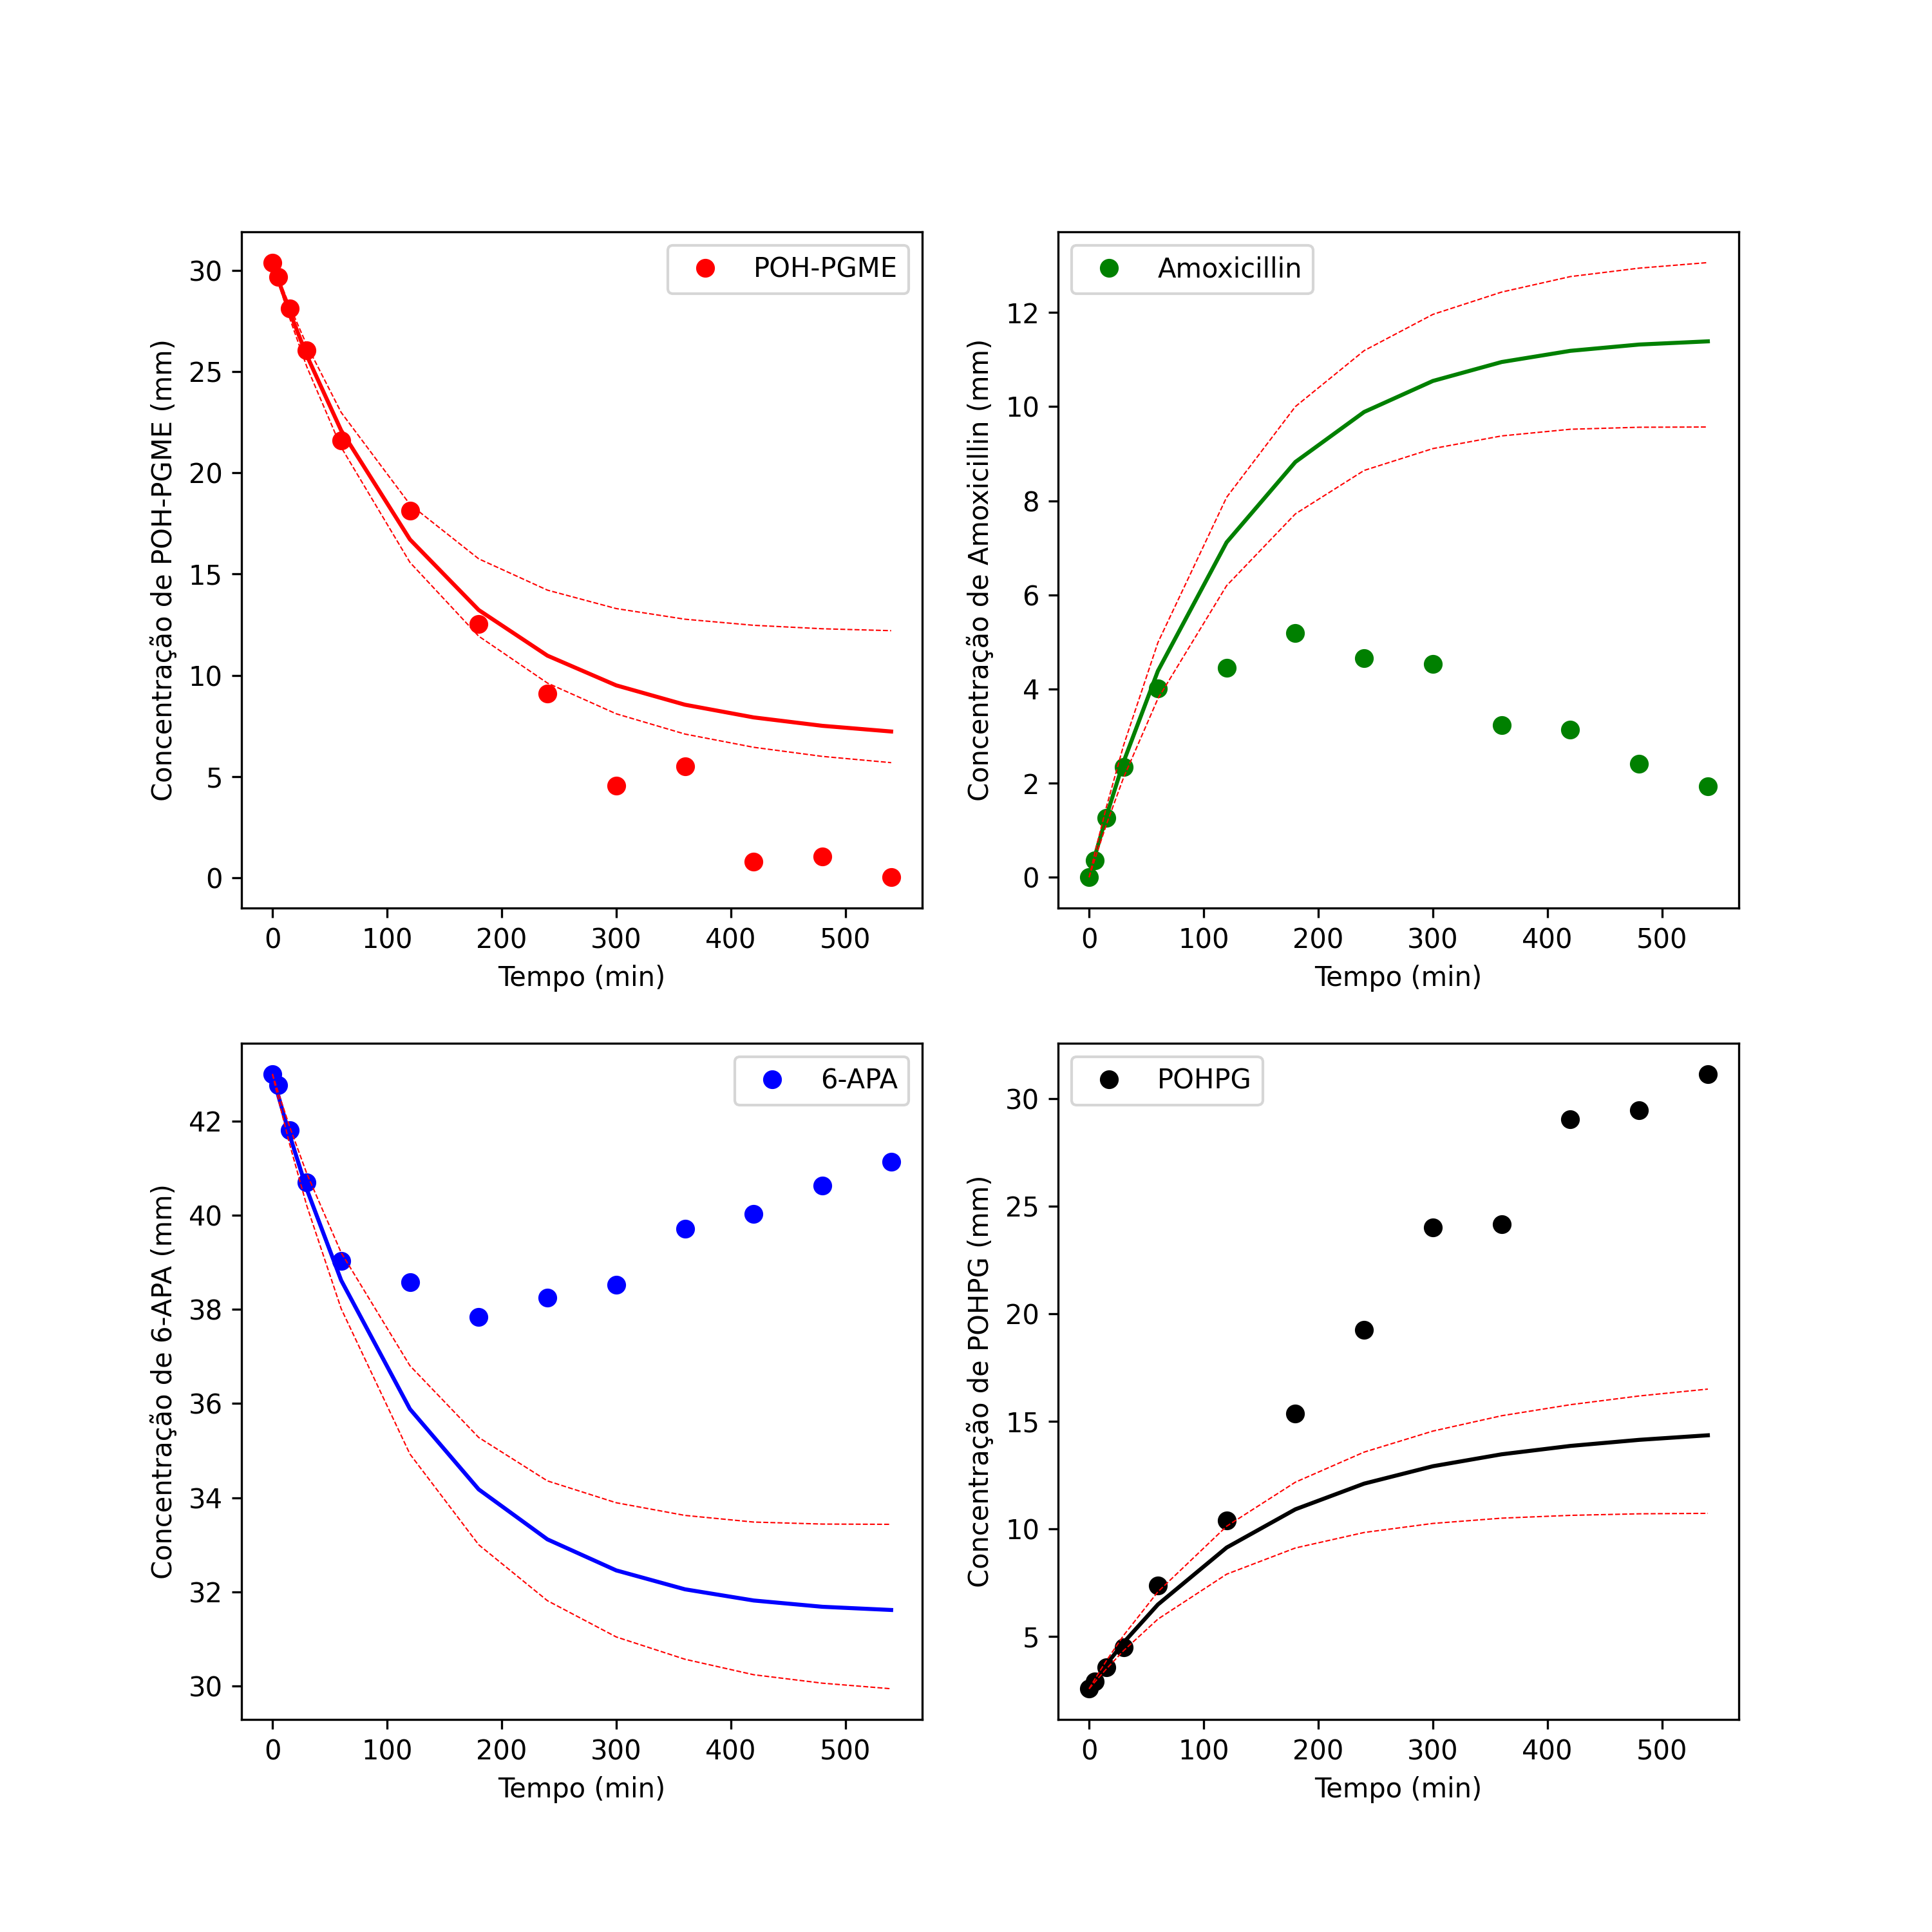 POH-PGME
Concentração de POH-PGME (mm)
30
25
20
15
10
5
0
0 100 200 300 400 500
Tempo (min)
Amoxicillin
Concentração de Amoxicillin (mm)
12
10
8
6
4
2
0
0 100 200 300 400 500
Tempo (min)
6-APA
Concentração de 6-APA (mm)
42
40
38
36
34
32
30
0 100 200 300 400 500
Tempo (min)
POHPG
Concentração de POHPG (mm)
30
25
20
15
10
5
0 100 200 300 400 500
Tempo (min)